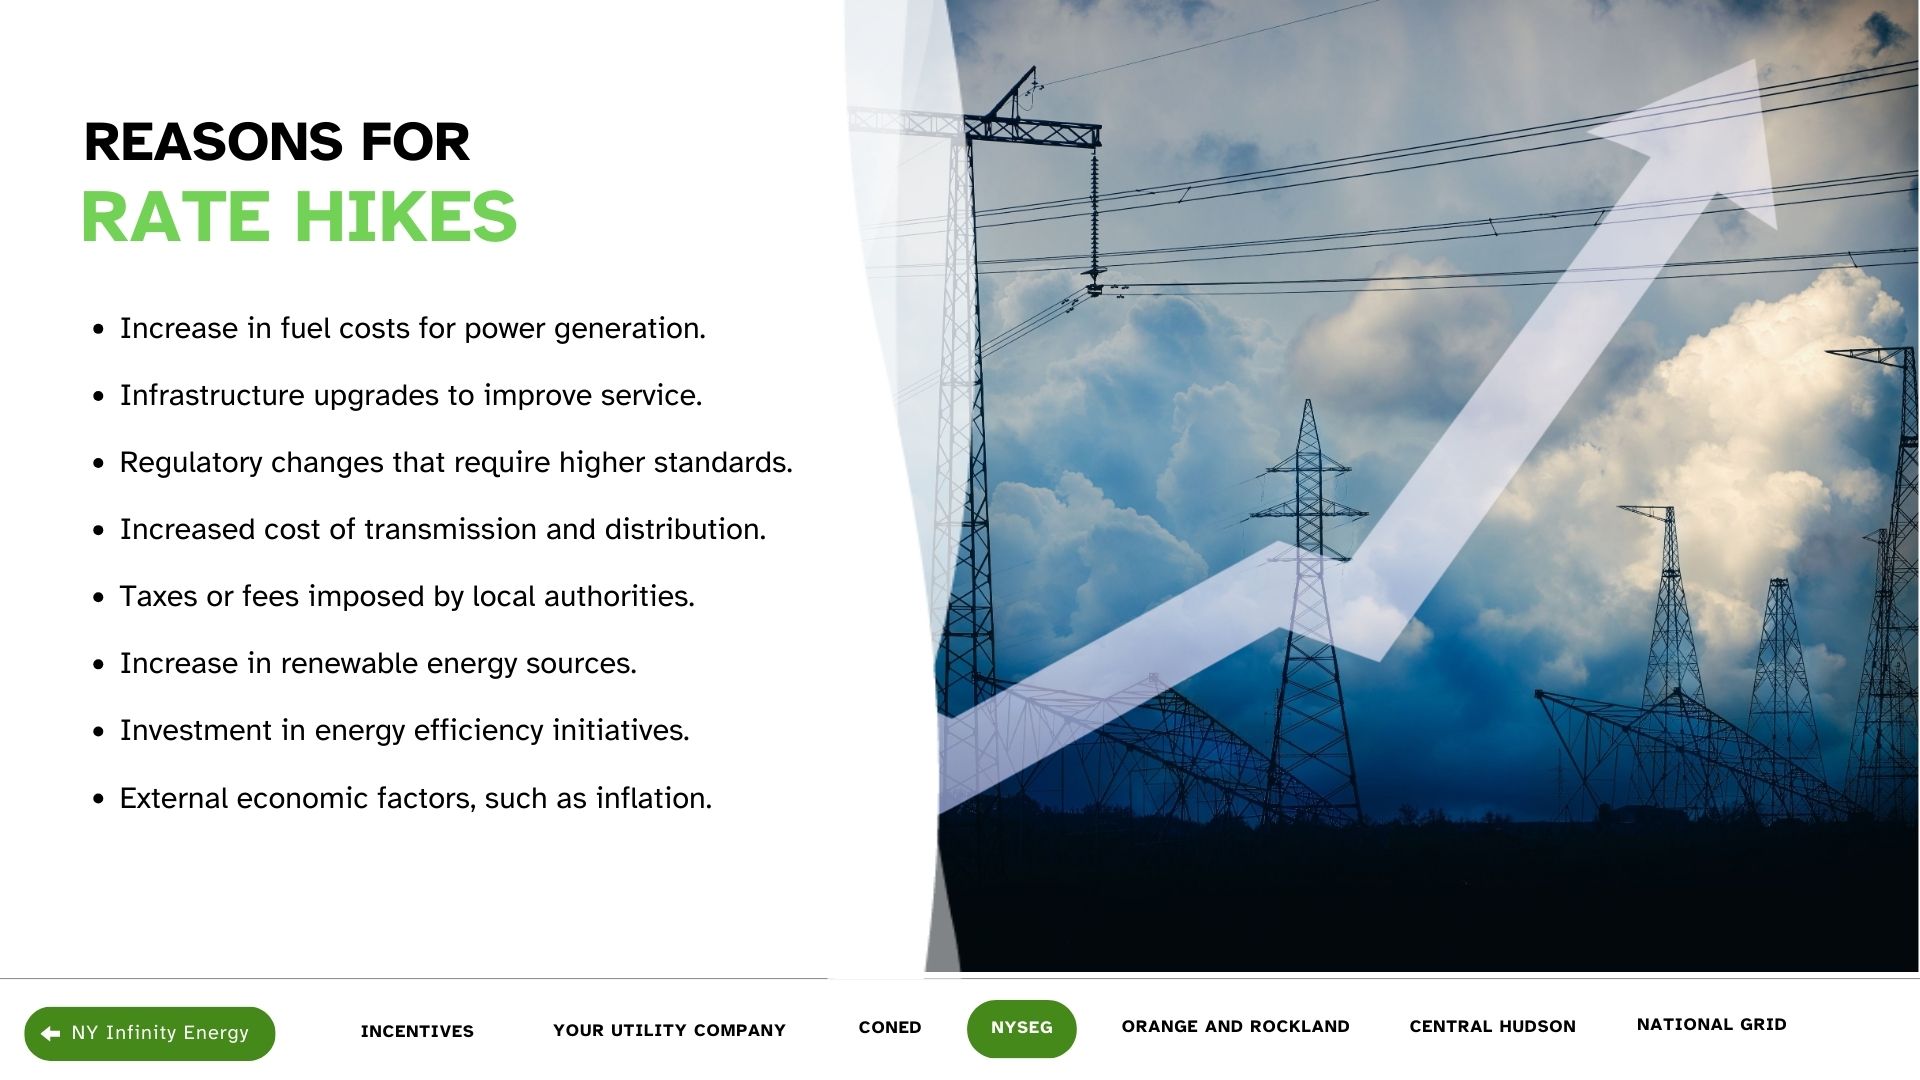 REASONS FOR
RATE HIKES
• Increase in fuel costs for power generation.
• Infrastructure upgrades to improve service.
• Regulatory changes that require higher standards.
• Increased cost of transmission and distribution.
• Taxes or fees imposed by local authorities.
• Increase in renewable energy sources.
• Investment in energy efficiency initiatives.
• External economic factors, such as inflation.
NY Infinity Energy
INCENTIVES
YOUR UTILITY COMPANY
CONED
NYSEG
ORANGE AND ROCKLAND
CENTRAL HUDSON
NATIONAL GRID